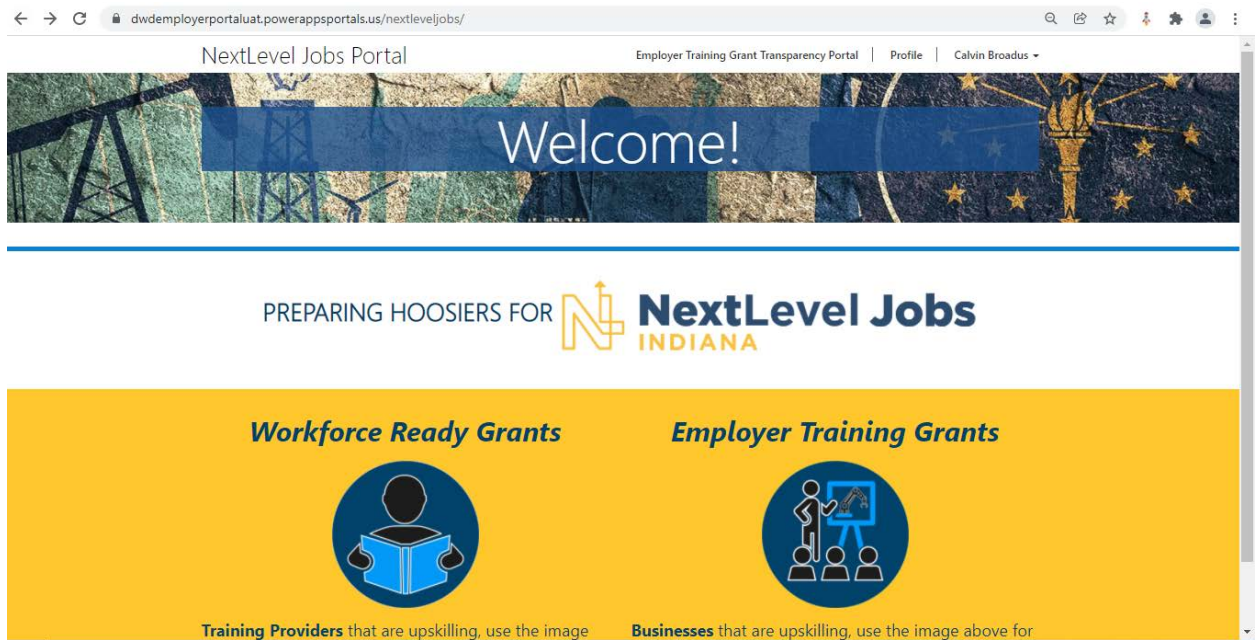 dwdemployerportaluat.powerappsportals.us/nextleveljobs/
NextLevel Jobs Portal
Employer Training Grant Transparency Portal | Profile | Calvin Broadus
Welcome!
PREPARING HOOSIERS FOR NextLevel Jobs
INDIANA
Workforce Ready Grants
Employer Training Grants
Training Providers that are upskilling, use the image
Businesses that are upskilling, use the image above for